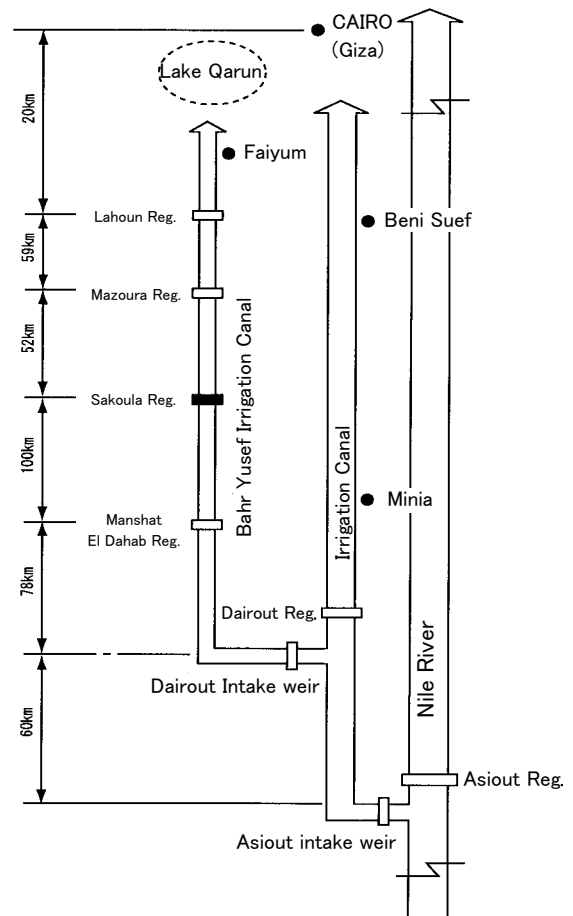 CAIRO
(Giza)
Lake Qarun
20km
Faiyum
Lahoun Reg.
Beni Suef
59km
Mazoura Reg.
52km
Bahr Yusef Irrigation Canal
Sakoula Reg.
100km
Irrigation Canal
Minia
Manshat
El Dahab Reg.
78km
Dairout Reg.
Nile River
Dairout Intake weir
60km
Asiout Reg.
Asiout intake weir